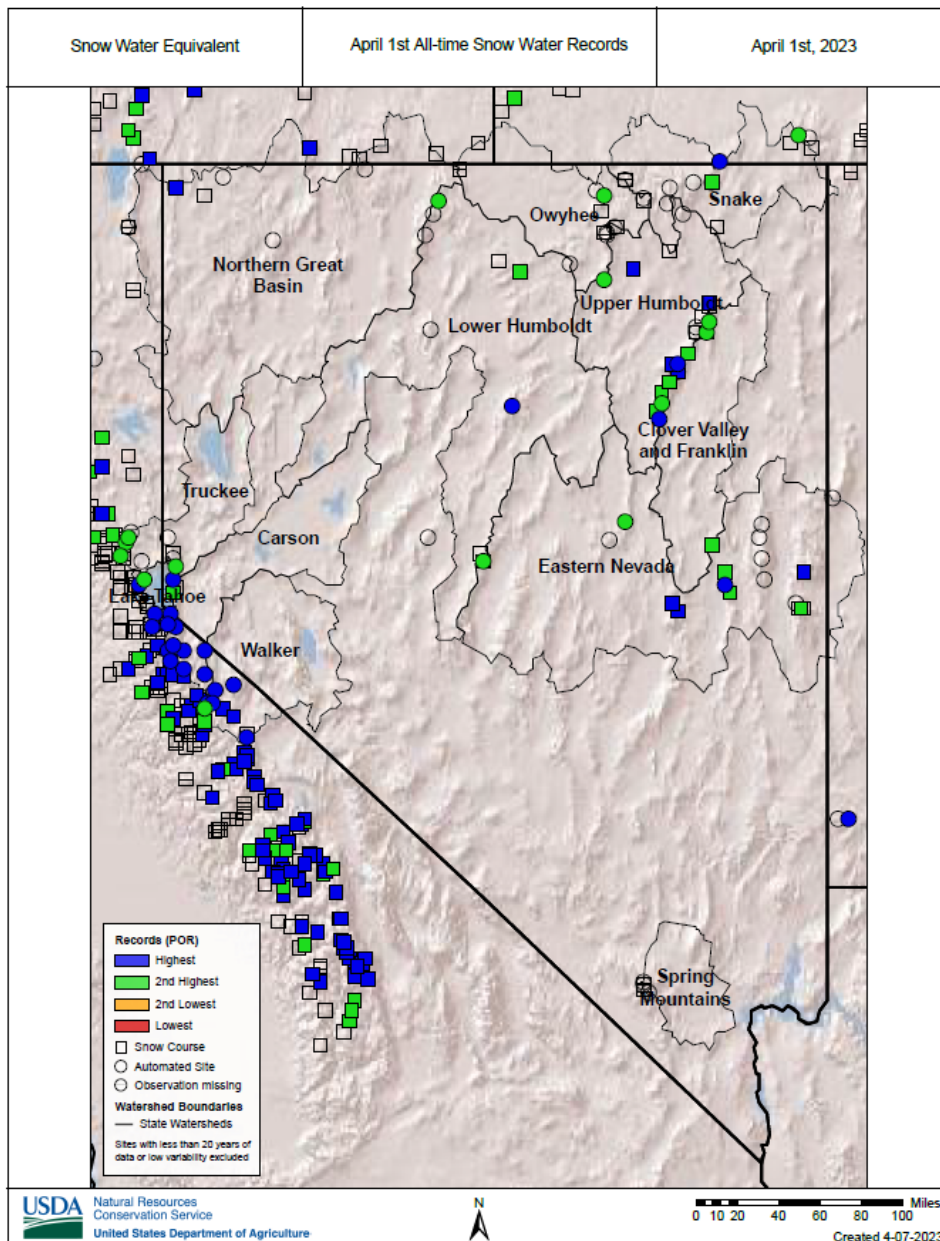 Snow Water Equivalent
April 1st All-time Snow Water Records
April 1st, 2023
Owyhee
Snake
Northern Great
Basin
Upper Humboldt
Lower Humboldt
Clover Valley
and Franklin
Truckee
Carson
Eastern Nevada
Lake Tahoe
Walker
Spring
Mountains
Records (POR)
Highest
2nd Highest
2nd Lowest
Lowest
Snow Course
Automated Site
Observation missing
Watershed Boundaries
State Watersheds
Sites with less than 20 years of
data or low variability excluded
USDA
Natural Resources
Conservation Service
United States Department of Agriculture
N
Miles
0 10 20 40 60 80 100
Created 4-07-2023